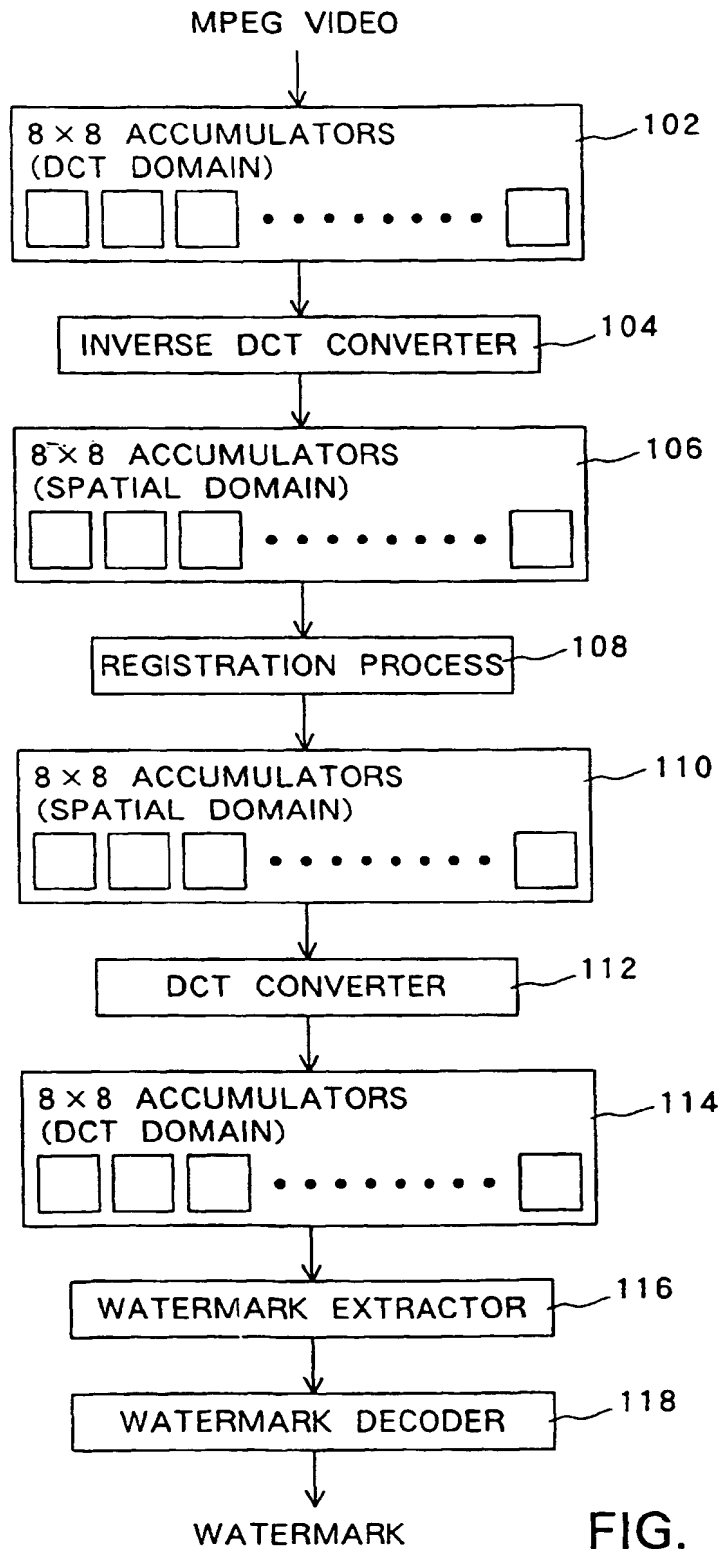 MPEG VIDEO
8 × 8 ACCUMULATORS
(DCT DOMAIN)
102
INVERSE DCT CONVERTER
104
8 × 8 ACCUMULATORS
(SPATIAL DOMAIN)
106
REGISTRATION PROCESS
108
8 × 8 ACCUMULATORS
(SPATIAL DOMAIN)
110
DCT CONVERTER
112
8 × 8 ACCUMULATORS
(DCT DOMAIN)
114
WATERMARK EXTRACTOR
116
WATERMARK DECODER
118
WATERMARK
FIG.